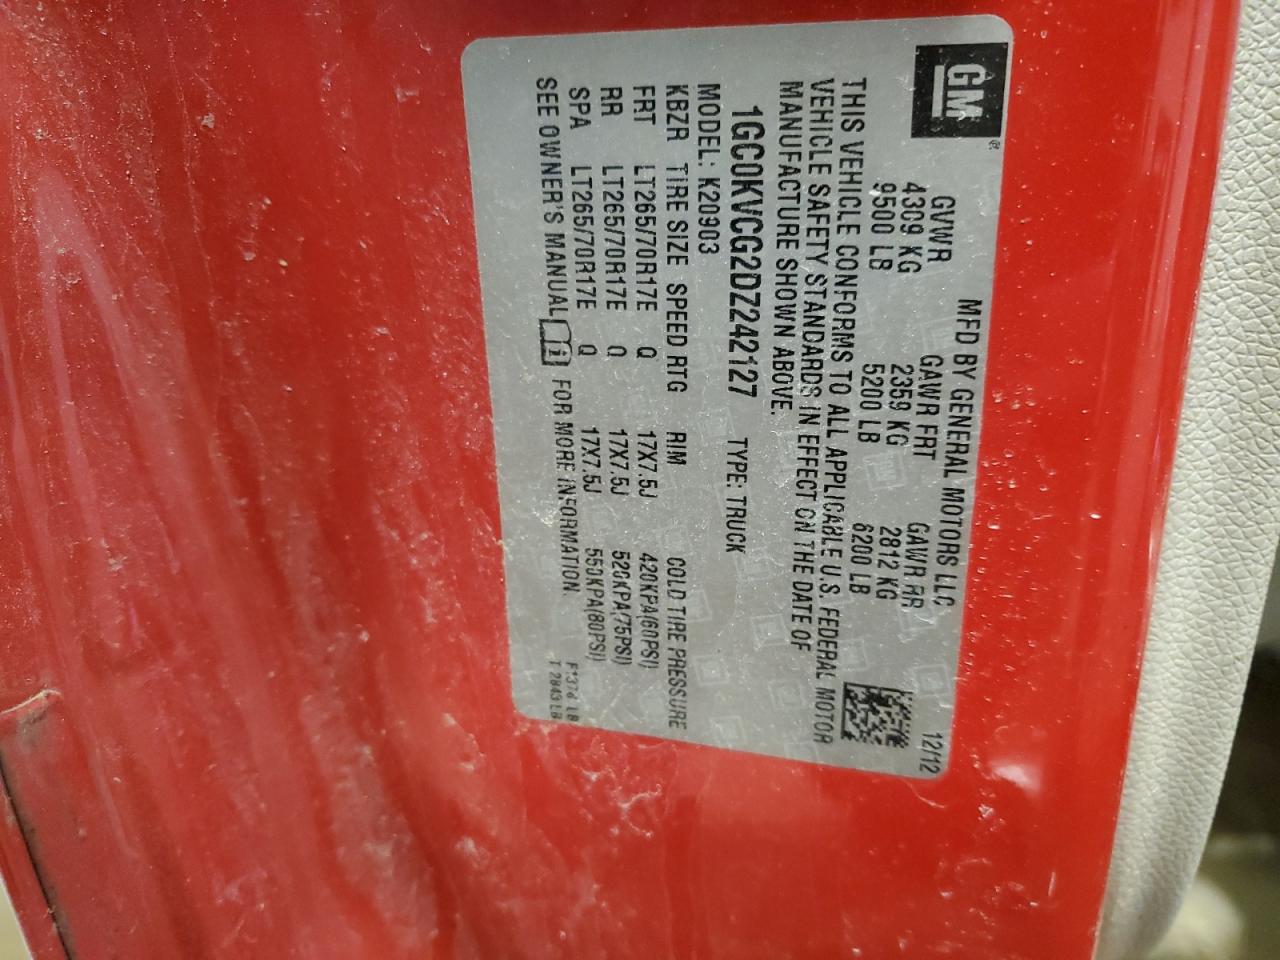 GM
MFD BY GENERAL MOTORS LLC 12/12
GVWR GAWR FRT GAWR RR
4309 KG 2359 KG 2812 KG
9500 LB 5200 LB 6200 LB
THIS VEHICLE CONFORMS TO ALL APPLICABLE U.S. FEDERAL MOTOR
VEHICLE SAFETY STANDARDS IN EFFECT ON THE DATE OF
MANUFACTURE SHOWN ABOVE.
1GC0KVCG2DZ242127 TYPE: TRUCK
MODEL: K20903
KBZR TIRE SIZE SPEED RTG RIM COLD TIRE PRESSURE
FRT LT265/70R17E Q 17X7.5J 420KPA(60PSI)
RR LT265/70R17E Q 17X7.5J 520KPA(75PSI)
SPA LT265/70R17E Q 17X7.5J 550KPA(80PSI)
SEE OWNER'S MANUAL i FOR MORE INFORMATION.
LB
T 2843 LB